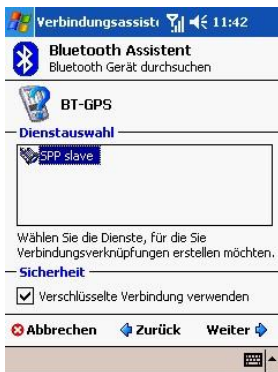 Verbindungsassiste 11:42
Bluetooth Assistent
Bluetooth Gerät durchsuchen
BT-GPS
Dienstauswahl
SPP slave
Wählen Sie die Dienste, für die Sie
Verbindungsverknüpfungen erstellen möchten.
Sicherheit
Verschlüsselte Verbindung verwenden
Abbrechen Zurück Weiter